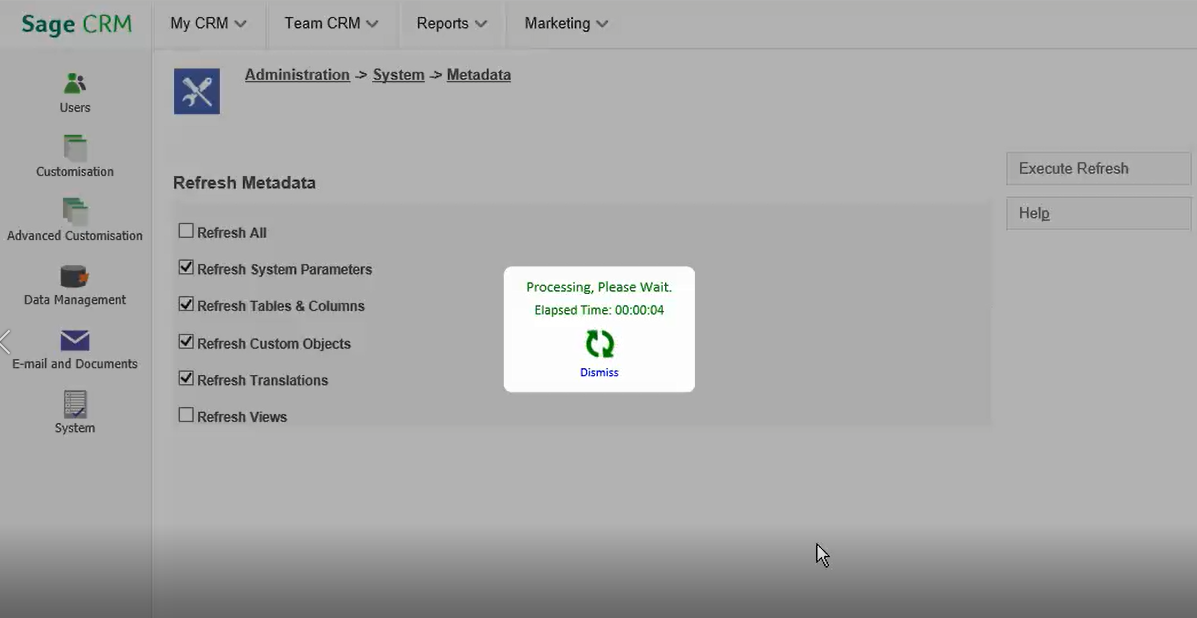 Sage CRM
My CRM
Team CRM
Reports
Marketing
Users
Customisation
Advanced Customisation
Data Management
E-mail and Documents
System
Administration -> System -> Metadata
Refresh Metadata
Refresh All
Refresh System Parameters
Refresh Tables & Columns
Refresh Custom Objects
Refresh Translations
Refresh Views
Processing, Please Wait.
Elapsed Time: 00:00:04
Dismiss
Execute Refresh
Help